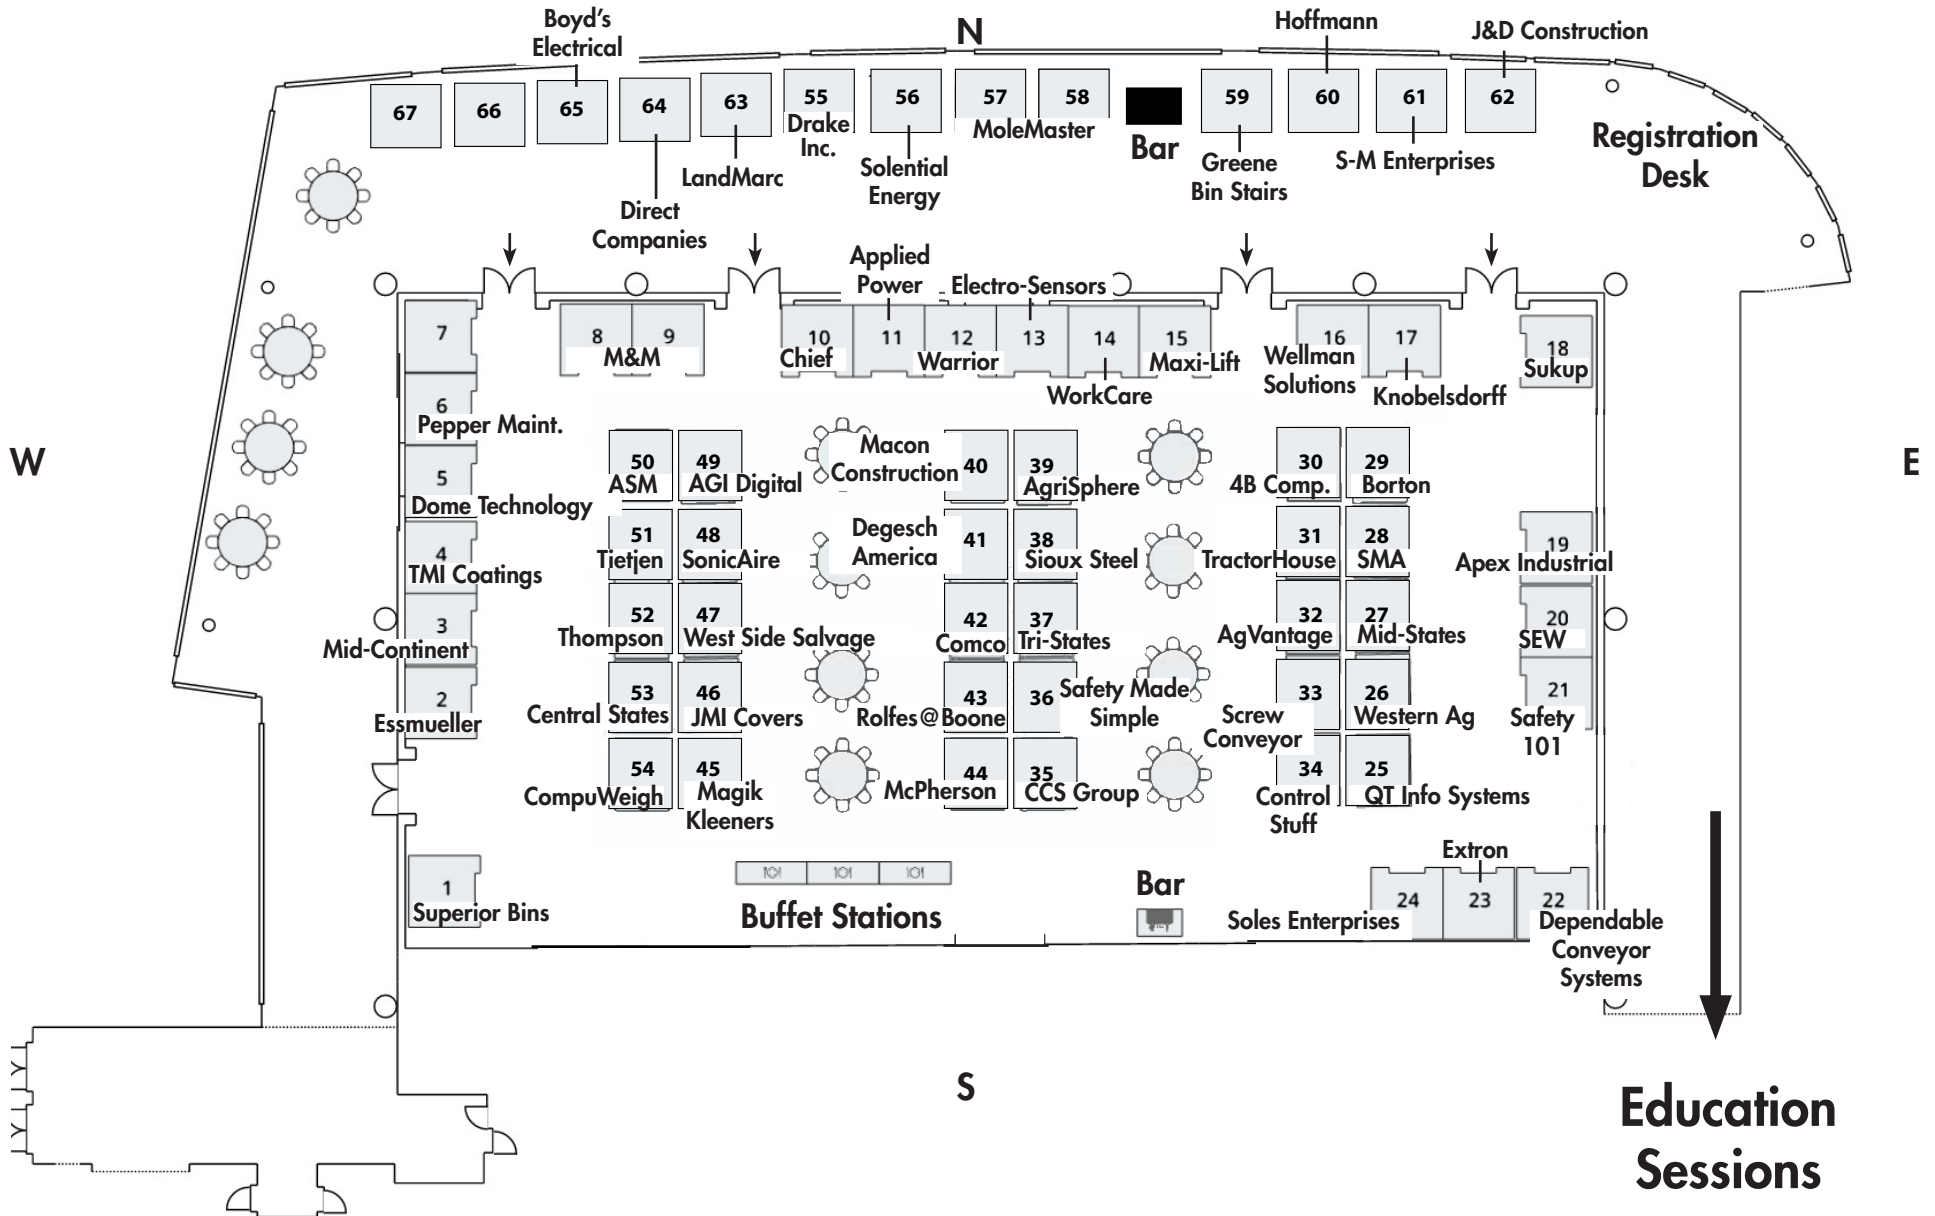 N
Boyd's
Electrical
Hoffmann
J&D Construction
67
66
65
64
63
55
56
57
58
59
60
61
62
Drake
Inc.
MoleMaster
Bar
Registration
Desk
LandMarc
Solential
Energy
Greene
Bin Stairs
S-M Enterprises
Direct
Companies
Applied
Power
Electro-Sensors
7
8
9
10
11
12
13
14
15
16
17
18
M&M
Chief
Warrior
WorkCare
Maxi-Lift
Wellman
Solutions
Knobelsdorff
Sukup
6
Pepper Maint.
W
E
50
ASM
49
AGI Digital
Macon
Construction
40
39
AgriSphere
30
4B Comp.
29
Borton
5
Dome Technology
51
Tietjen
48
SonicAire
Degesch
America
41
38
Sioux Steel
31
TractorHouse
28
SMA
19
Apex Industrial
4
TMI Coatings
3
Mid-Continent
52
Thompson
47
West Side Salvage
42
Comco
37
Tri-States
32
AgVantage
27
Mid-States
20
SEW
2
Essmueller
53
Central States
46
JMI Covers
43
Rolfes@Boone
36
Safety Made
Simple
33
Screw
Conveyor
26
Western Ag
21
Safety
101
54
CompuWeigh
45
Magik
Kleeners
44
McPherson
35
CCS Group
34
Control
Stuff
25
QT Info Systems
1
Superior Bins
Buffet Stations
Bar
Extron
24
23
22
Soles Enterprises
Dependable
Conveyor
Systems
S
Education
Sessions